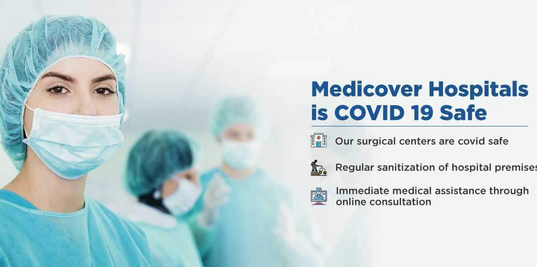 Medicover Hospitals
is COVID 19 Safe
Our surgical centers are covid safe
Regular sanitization of hospital premises
Immediate medical assistance through
online consultation